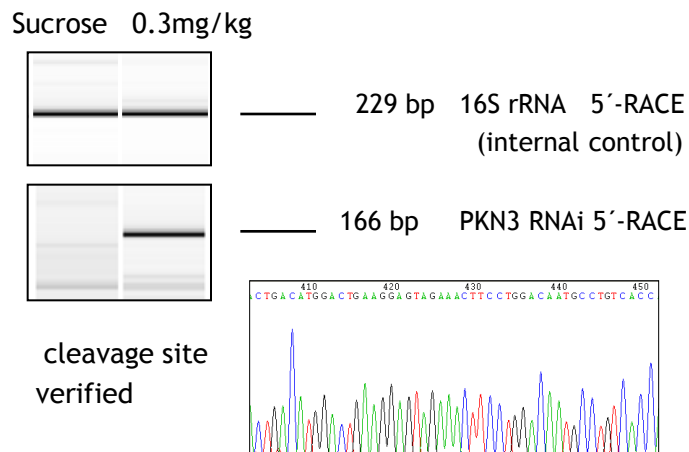 Sucrose 0.3mg/kg
229 bp 16S rRNA 5´-RACE
(internal control)
166 bp PKN3 RNAi 5´-RACE
410 420 430 440 450
CTGACATGGACTGAAGGAGTAGAAACTTCCTGGACAATGCCTGTCACC
cleavage site
verified